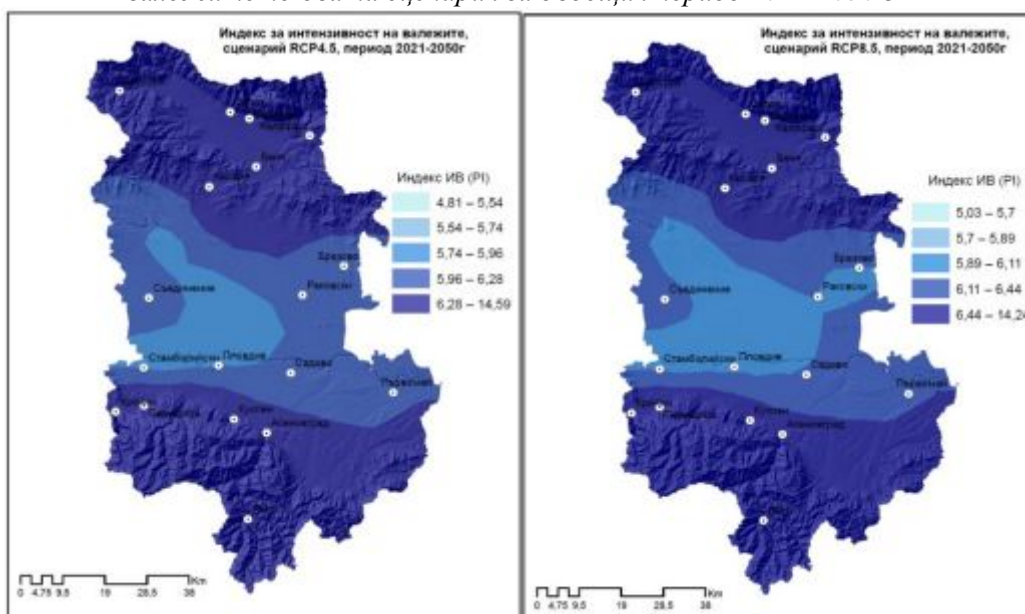 Индекс за интензивност на валежите,
сценарий RCP4.5, период 2021-2050г
Индекс ИВ (PI)
4,81 – 5,54
5,54 – 5,74
5,74 – 5,96
5,96 – 6,28
6,28 – 14,59
Баня
Брезово
Раковски
Съединение
Стамболийски
Пловдив
Садово
Първомай
Куклен
Асеновград
Km
0 4,75 9,5 19 28,5 38
Индекс за интензивност на валежите,
сценарий RCP8.5, период 2021-2050г
Индекс ИВ (PI)
5,03 – 5,7
5,7 – 5,89
5,89 – 6,11
6,11 – 6,44
6,44 – 14,24
Баня
Брезово
Раковски
Съединение
Стамболийски
Пловдив
Садово
Първомай
Куклен
Асеновград
Km
0 4,75 9,5 19 28,5 38